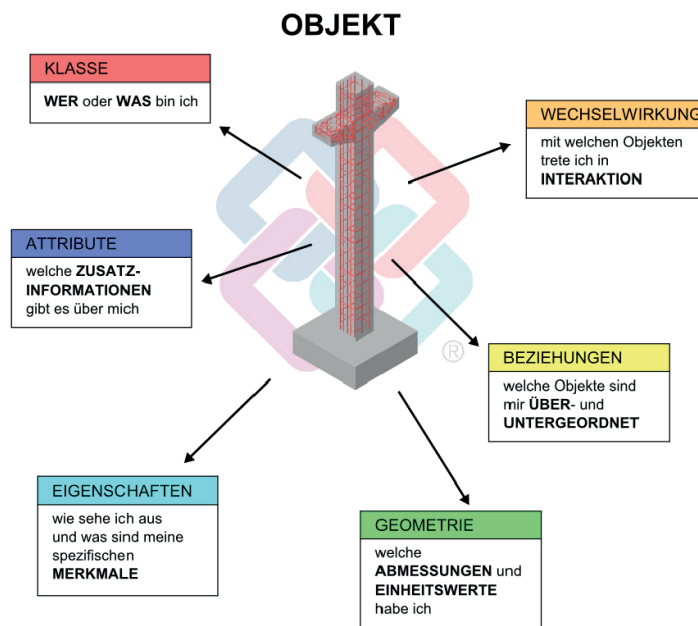 OBJEKT
KLASSE
WER oder WAS bin ich
WECHSELWIRKUNG
mit welchen Objekten
trete ich in
INTERAKTION
ATTRIBUTE
welche ZUSATZ-
INFORMATIONEN
gibt es über mich
®
BEZIEHUNGEN
welche Objekte sind
mir ÜBER- und
UNTERGEORDNET
EIGENSCHAFTEN
wie sehe ich aus
und was sind meine
spezifischen
MERKMALE
GEOMETRIE
welche
ABMESSUNGEN und
EINHEITSWERTE
habe ich